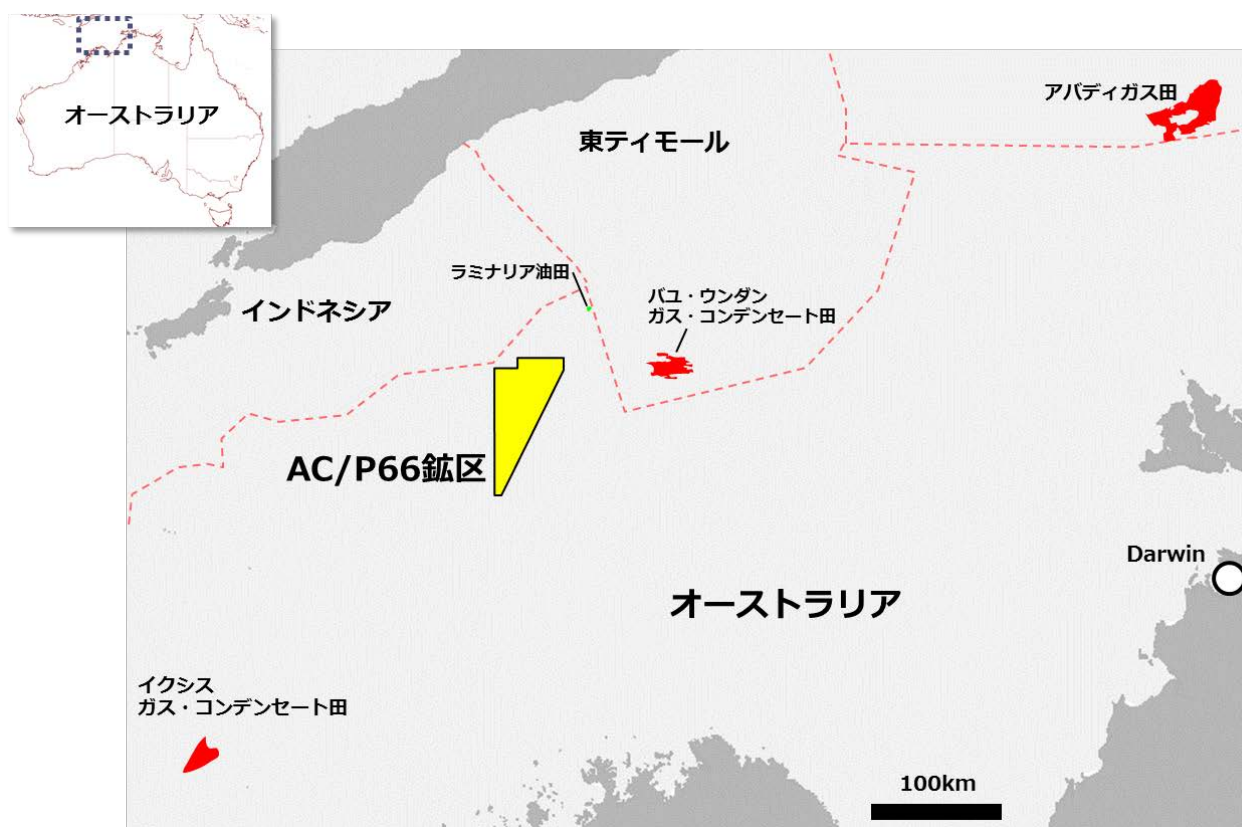 オーストラリア
アバディガス田
東ティモール
ラミナリア油田
バユ・ウンダン
ガス・コンデンセート田
インドネシア
AC/P66鉱区
Darwin
オーストラリア
イクシス
ガス・コンデンセート田
100km